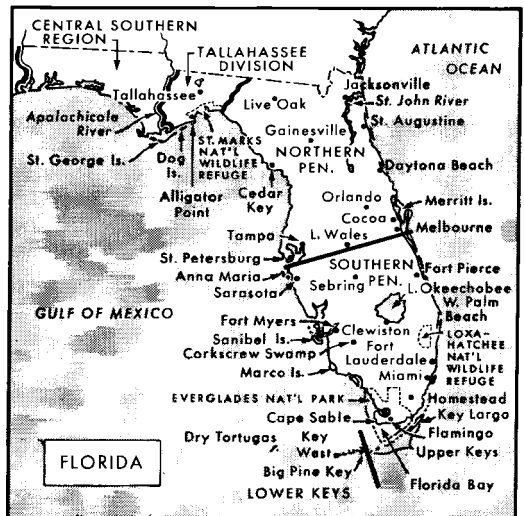 CENTRAL SOUTHERN
REGION
TALLAHASSEE
DIVISION
ATLANTIC
OCEAN
Tallahassee
Jacksonville
St. John River
Live Oak
Apalachicola
River
St. Augustine
Gainesville
ST. MARKS
NAT'L
WILDLIFE
REFUGE
NORTHERN
PEN.
St. George Is.
Dog
Is.
Daytona Beach
Alligator
Point
Cedar
Key
Orlando
Merritt Is.
Cocoa
Melbourne
Tampa
L. Wales
St. Petersburg
SOUTHERN
PEN.
Fort Pierce
Anna Maria
Sebring
Sarasota
L. Okeechobee
W. Palm
Beach
GULF OF MEXICO
Fort Myers
Clewiston
LOXA-
HATCHEE
NAT'L
WILDLIFE
REFUGE
Sanibel Is.
Fort
Lauderdale
Corkscrew Swamp
Marco Is.
Miami
EVERGLADES NAT'L PARK
Homestead
Cape Sable
Key Largo
Flamingo
Dry Tortugas
Key
West
Upper Keys
Big Pine Key
FLORIDA
Florida Bay
LOWER KEYS